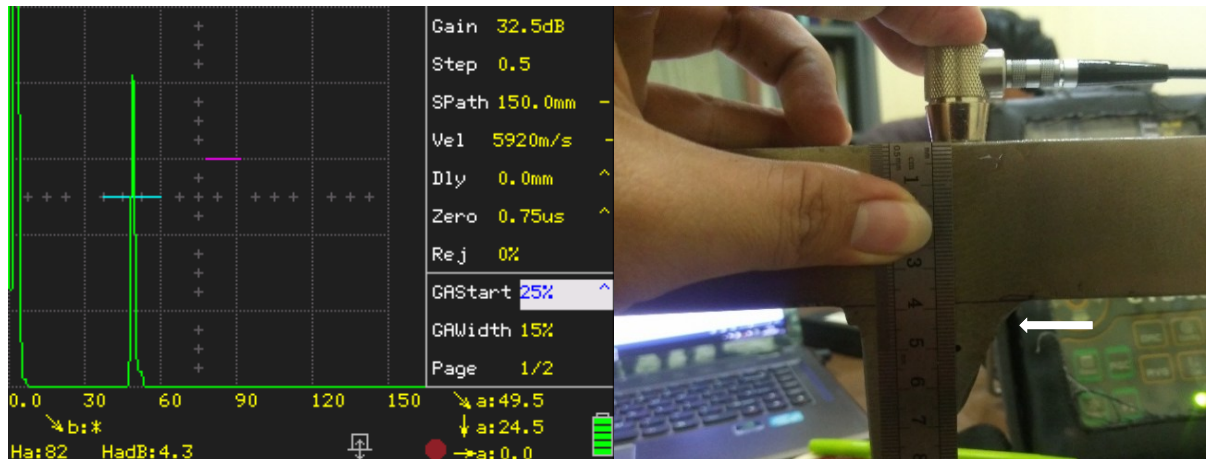 Gain 32.5dB
Step 0.5
SPath 150.0mm -
Vel 5920m/s -
Dly 0.0mm ^
Zero 0.75us ^
Rej 0%
GAStart 25% ^
GAWidth 15%
Page 1/2
0.0 30 60 90 120 150
↘a:49.5
↘b:*
↓a:24.5
Ha:82 HadB:4.3
→a:0.0
1
3
4
5
6
7